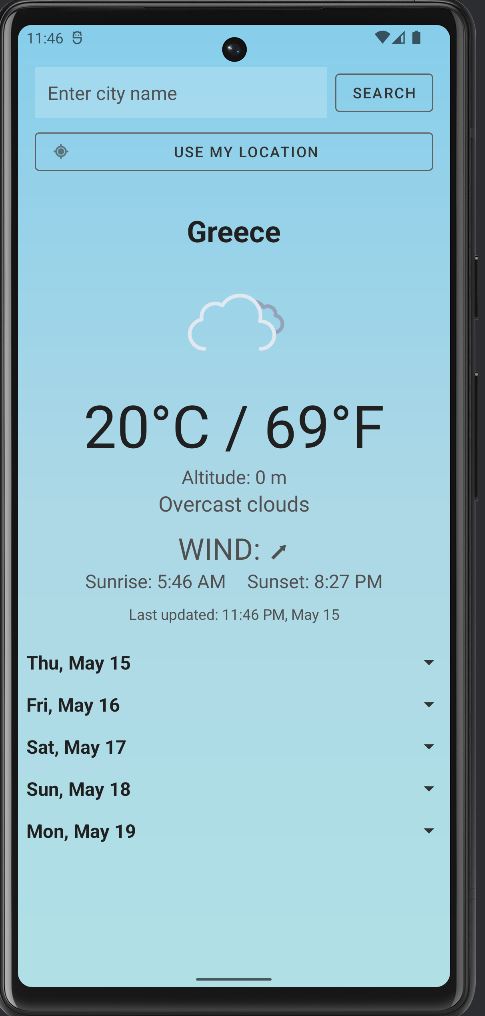 11:46
Enter city name SEARCH
USE MY LOCATION
Greece
20°C / 69°F
Altitude: 0 m
Overcast clouds
WIND:
Sunrise: 5:46 AM Sunset: 8:27 PM
Last updated: 11:46 PM, May 15
Thu, May 15
Fri, May 16
Sat, May 17
Sun, May 18
Mon, May 19